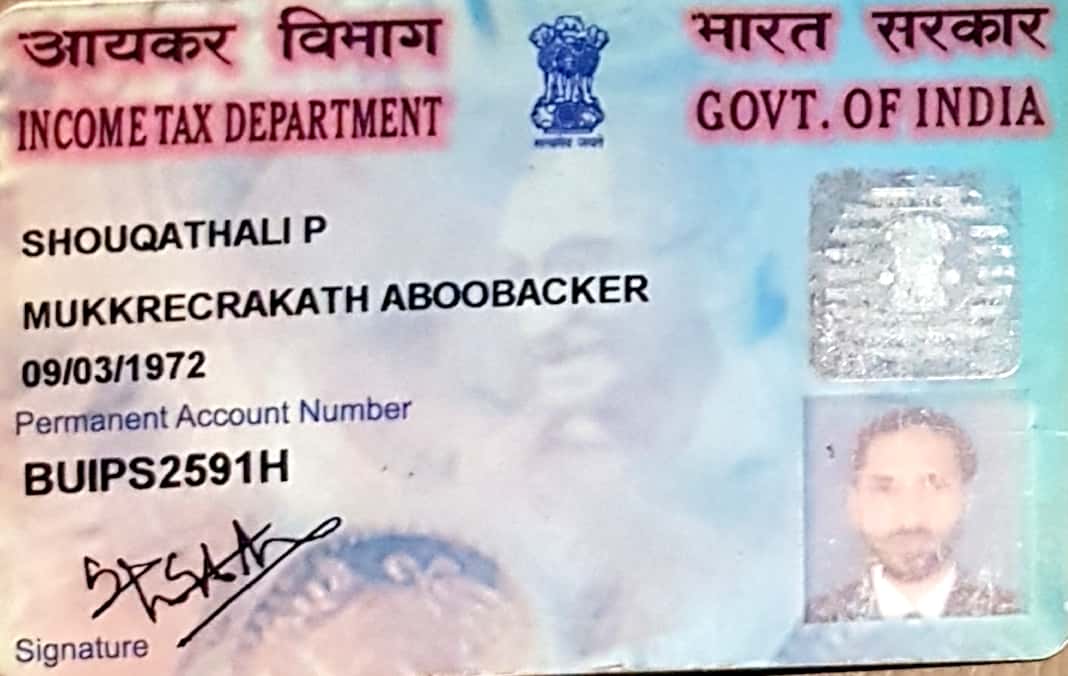 आयकर विभाग
भारत सरकार
INCOME TAX DEPARTMENT
GOVT. OF INDIA
सत्यमेव जयते
SHOUQATHALI P
MUKKRECRAKATH ABOOBACKER
09/03/1972
Permanent Account Number
BUIPS2591H
Signature